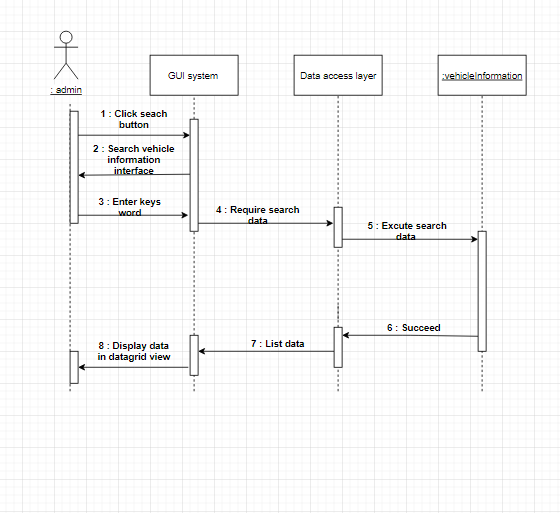 : admin
GUI system
Data access layer
:vehicleInformation
1 : Click seach
button
2 : Search vehicle
information
interface
3 : Enter keys
word
4 : Require search
data
5 : Excute search
data
6 : Succeed
7 : List data
8 : Display data
in datagrid view